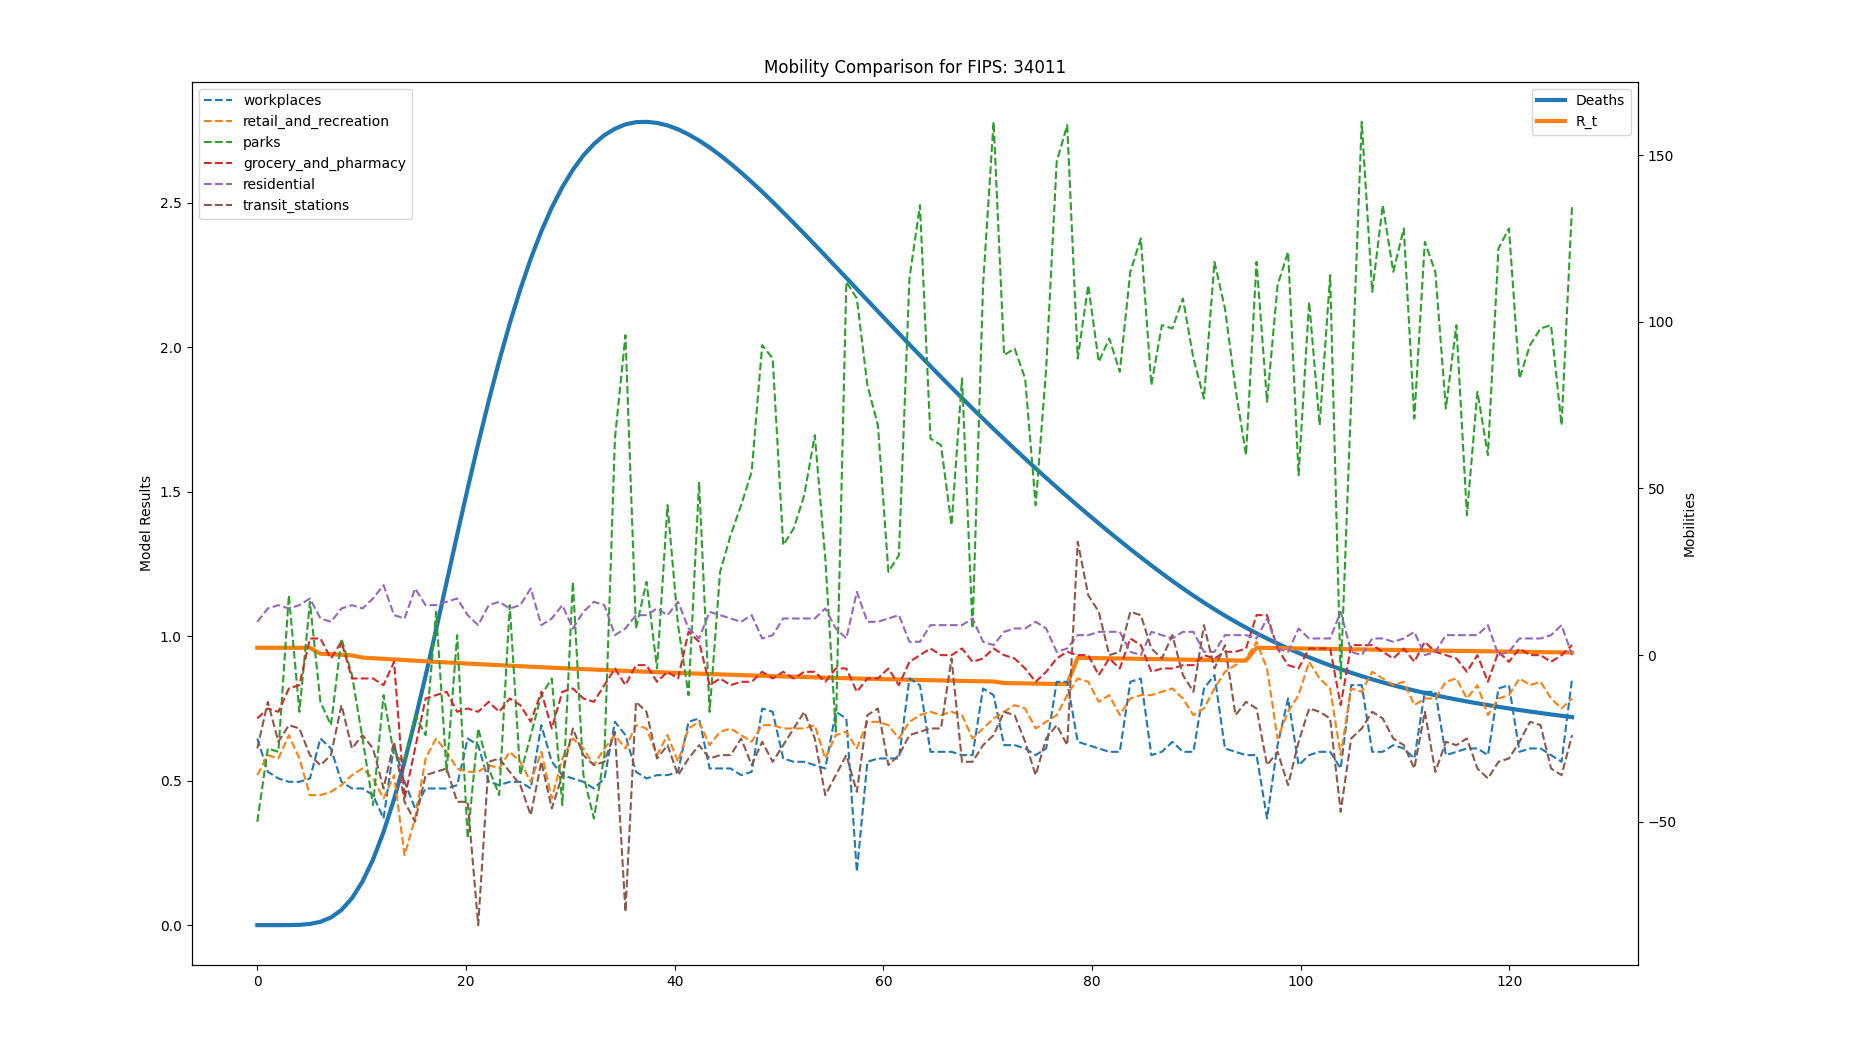 Mobility Comparison for FIPS: 34011
workplaces
retail_and_recreation
parks
grocery_and_pharmacy
residential
transit_stations
Deaths
R_t
Model Results
2.5
2.0
1.5
1.0
0.5
0.0
150
100
50
0
−50
Mobilities
0
20
40
60
80
100
120